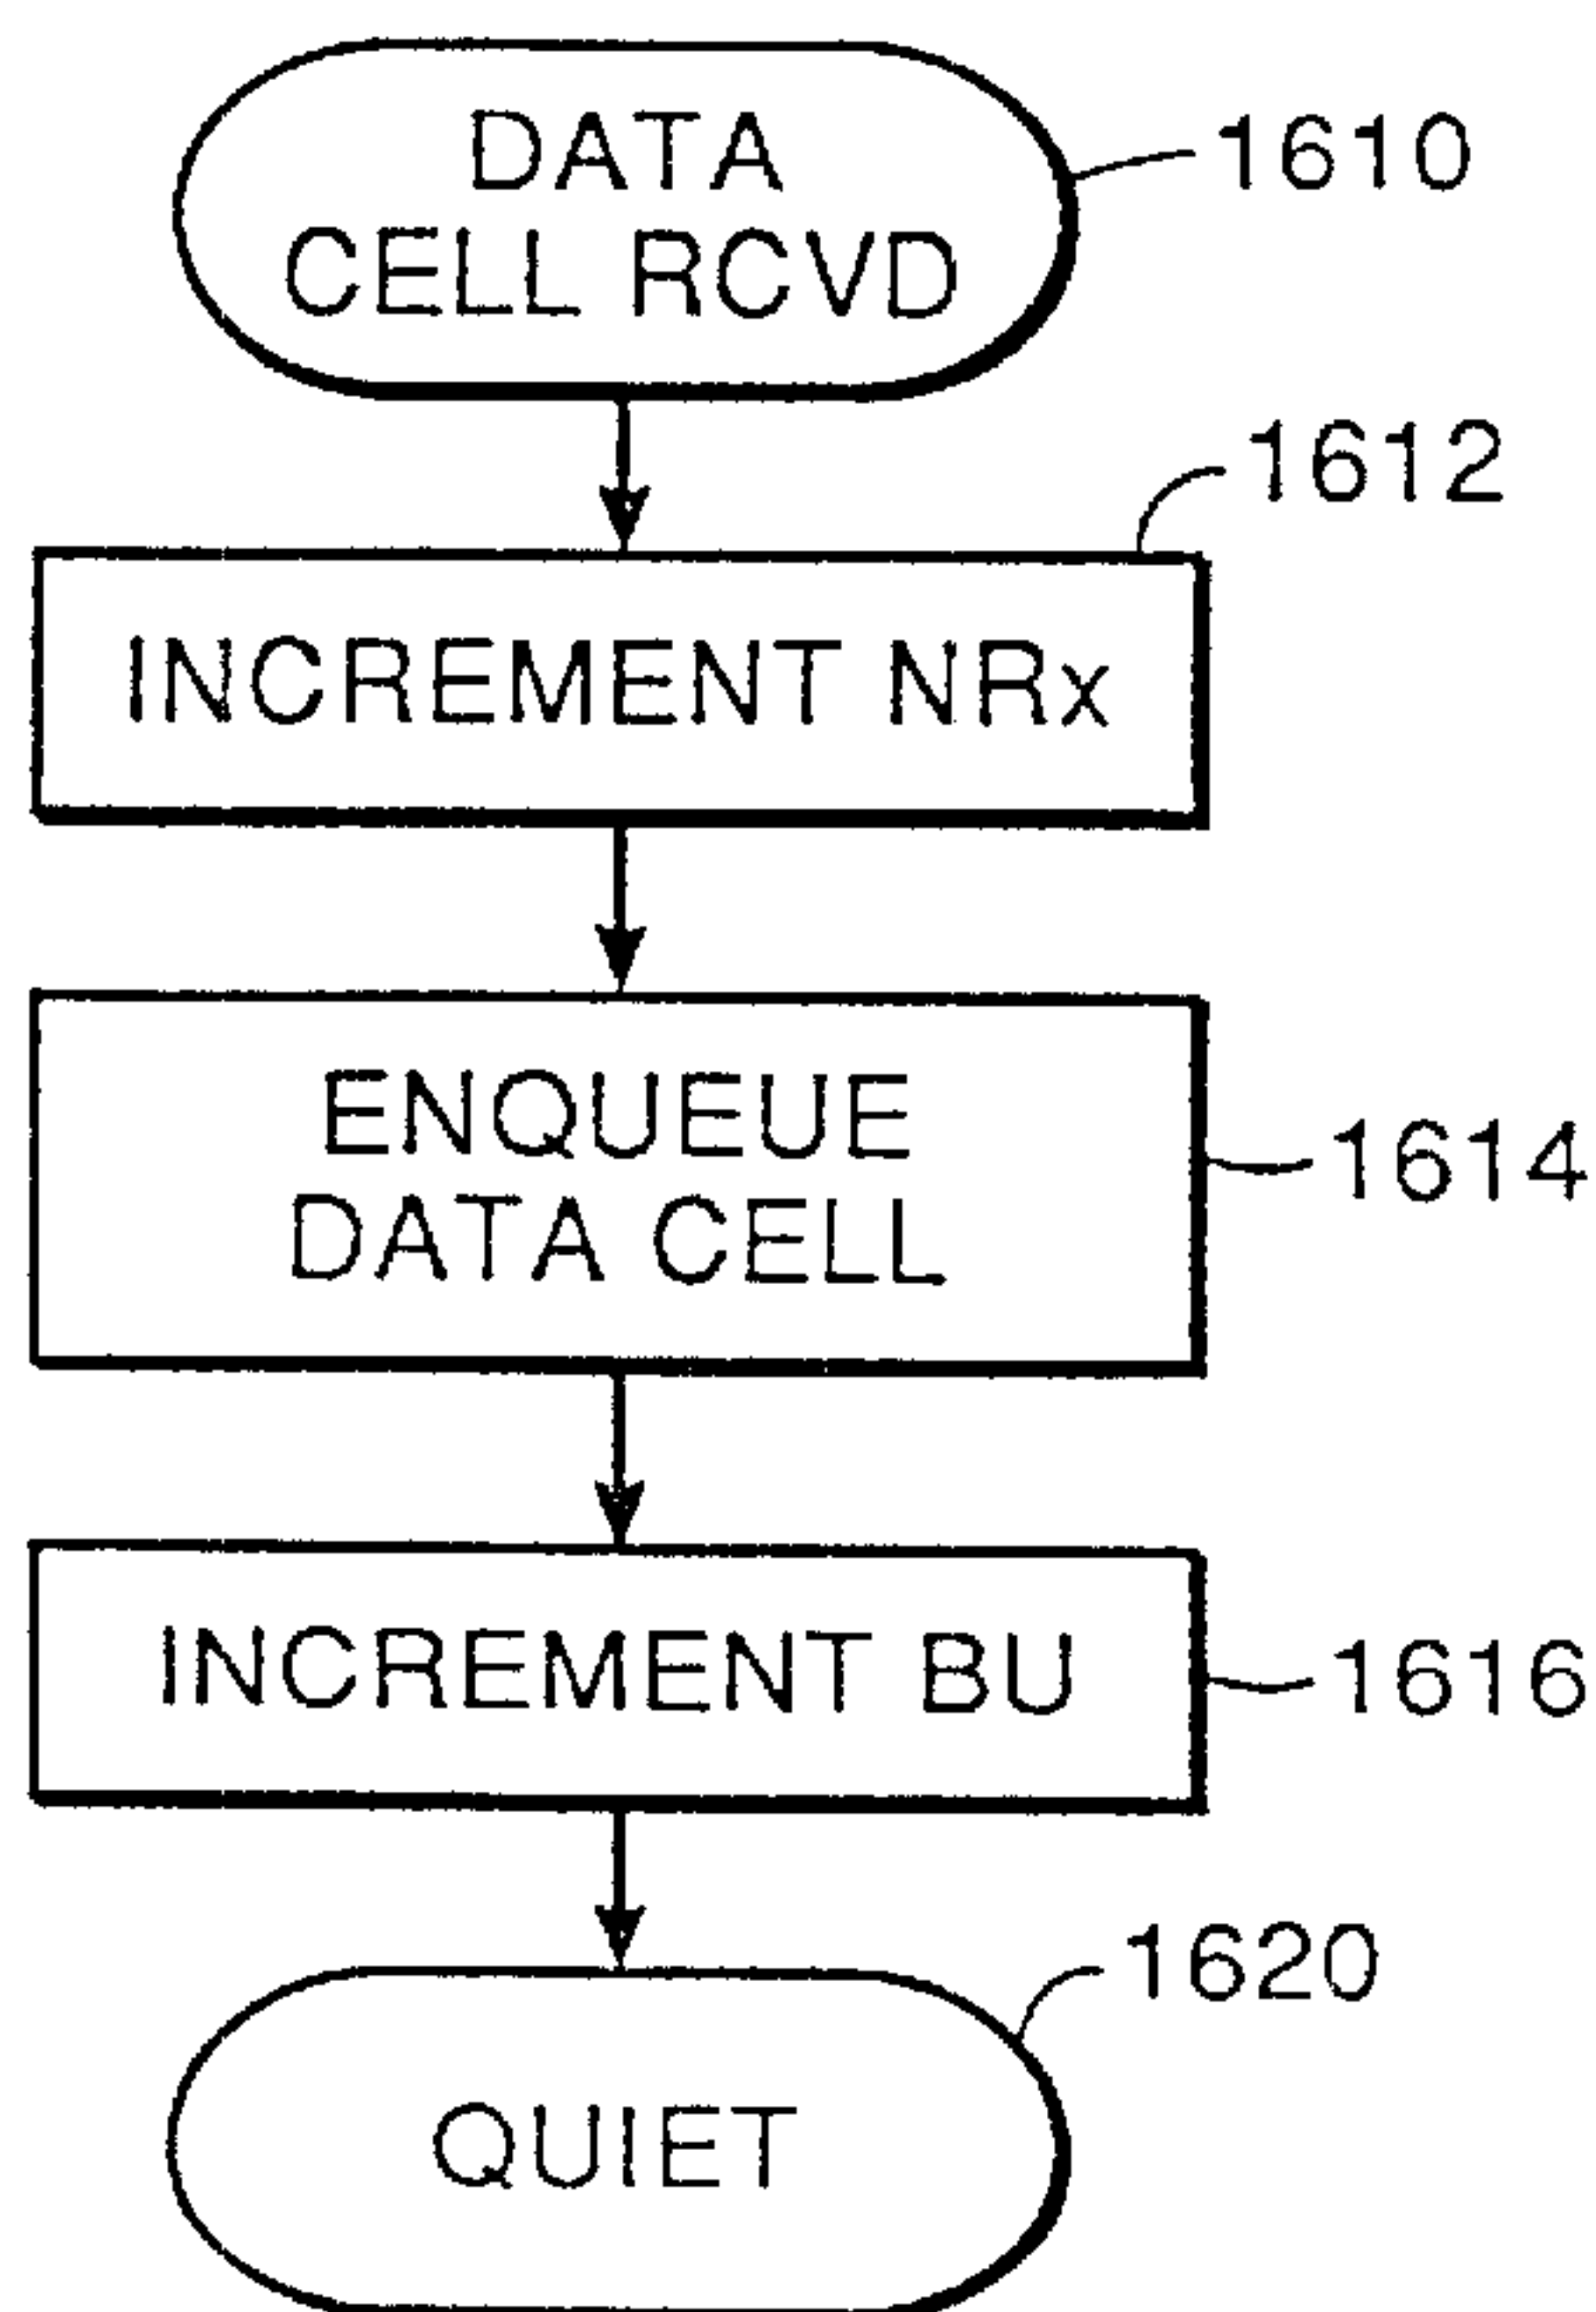 DATA
CELL RCVD
1610
1612
INCREMENT NRx
ENQUEUE
DATA CELL
1614
INCREMENT BU
1616
1620
QUIET